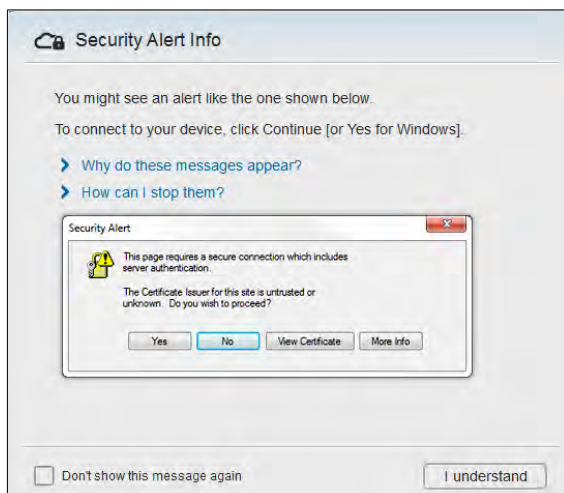 Security Alert Info
You might see an alert like the one shown below.
To connect to your device, click Continue [or Yes for Windows].
Why do these messages appear?
How can I stop them?
Security Alert
This page requires a secure connection which includes
server authentication.
The Certificate Issuer for this site is untrusted or
unknown. Do you wish to proceed?
Yes No View Certificate More Info
Don't show this message again I understand